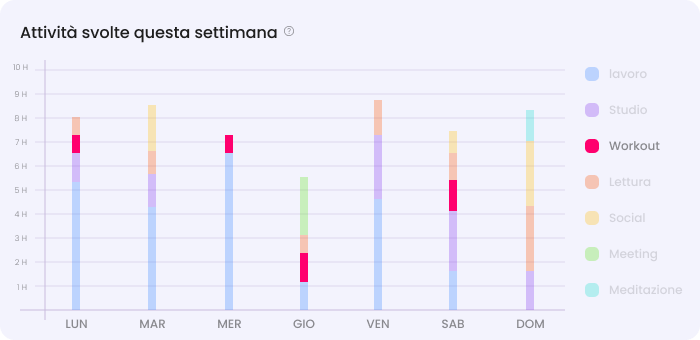 Attività svolte questa settimana ?
10 H
9 H
8 H
7 H
6 H
5 H
4 H
3 H
2 H
1 H
LUN MAR MER GIO VEN SAB DOM
lavoro
Studio
Workout
Lettura
Social
Meeting
Meditazione